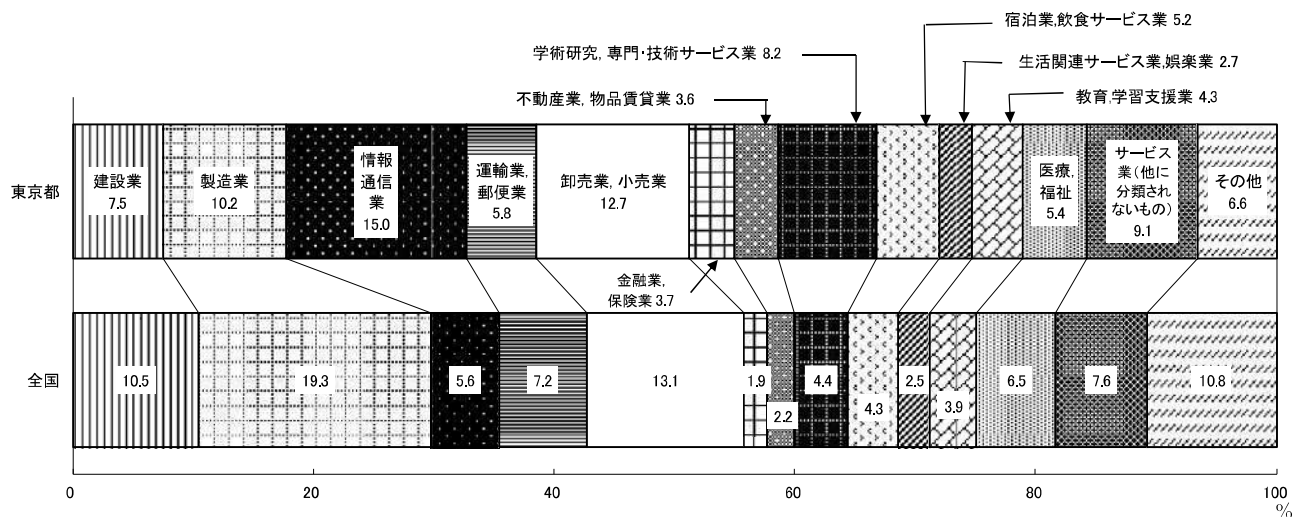 宿泊業,飲食サービス業 5.2
学術研究, 専門・技術サービス業 8.2
生活関連サービス業,娯楽業 2.7
不動産業, 物品賃貸業 3.6
教育,学習支援業 4.3
東京都
建設業
7.5
製造業
10.2
情報
通信
業
15.0
運輸業,
郵便業
5.8
卸売業, 小売業
12.7
医療,
福祉
5.4
サービス
業(他に
分類され
ないもの)
9.1
その他
6.6
金融業,
保険業 3.7
全国
10.5
19.3
5.6
7.2
13.1
1.9
2.2
4.4
4.3
2.5
3.9
6.5
7.6
10.8
0
20
40
60
80
100
%